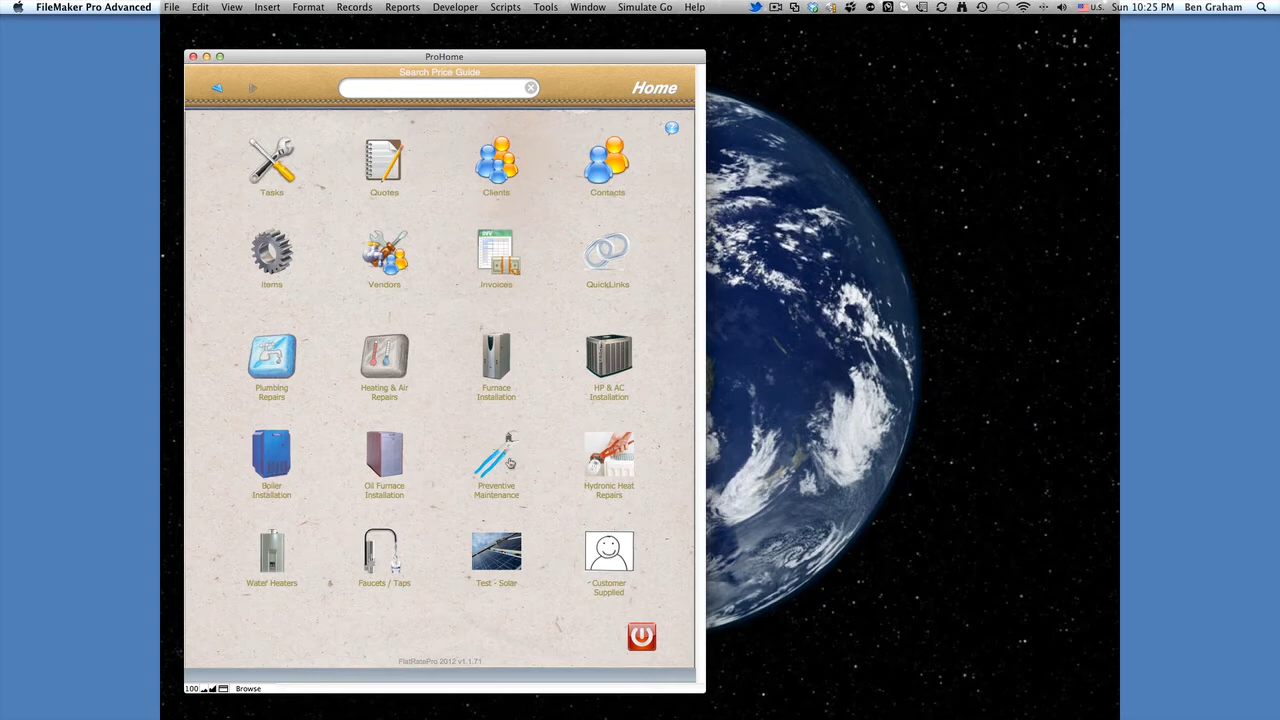 FileMaker Pro Advanced File Edit View Insert Format Records Reports Developer Scripts Tools Window Simulate Go Help U.S. Sun 10:25 PM Ben Graham
ProHome
Search Price Guide
Home
Tasks Quotes Clients Contacts
Items Vendors Invoices QuickLinks
Plumbing Repairs
Heating & Air Repairs
Furnace Installation
HP & AC Installation
Boiler Installation
Oil Furnace Installation
Preventive Maintenance
Hydronic Heat Repairs
Water Heaters
Faucets / Taps
Test - Solar
Customer Supplied
FlatRatePro 2012 v1.1.71
100 Browse